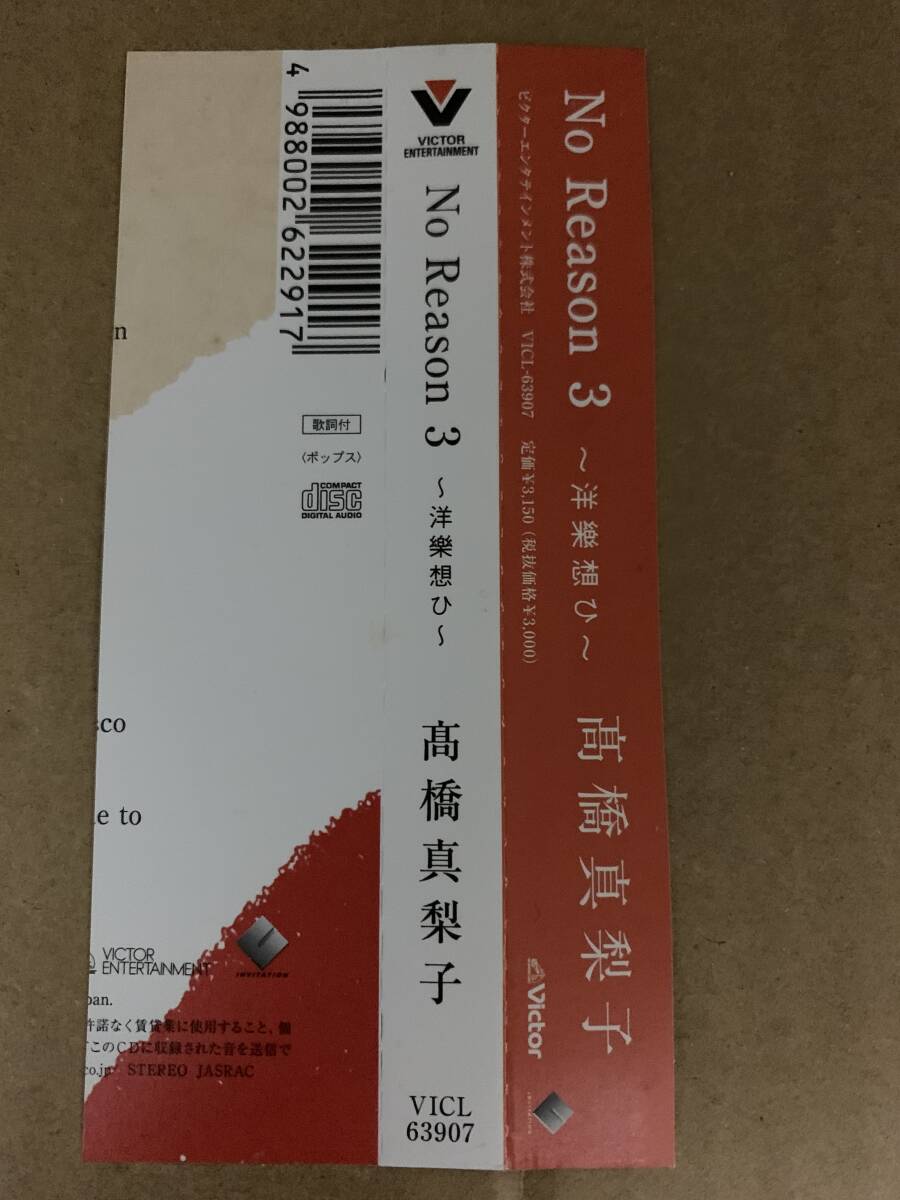 4 988002 622917
n
歌詞付
〈ポップス〉
COMPACT
disc
DIGITAL AUDIO
sco
e to
VICTOR
ENTERTAINMENT
INVITATION
pan.
許諾なく賃貸業に使用すること、個
このCDに収録された音を送信で
co.jp STEREO JASRAC
VICTOR
ENTERTAINMENT
No Reason 3 ～洋樂想ひ～ 髙橋真梨子
VICL
63907
ビクターエンタテインメント株式会社 VICL-63907 定価¥3,150（税抜価格¥3,000）
Victor
No Reason 3 ～洋樂想ひ～ 髙橋真梨子
INVITATION